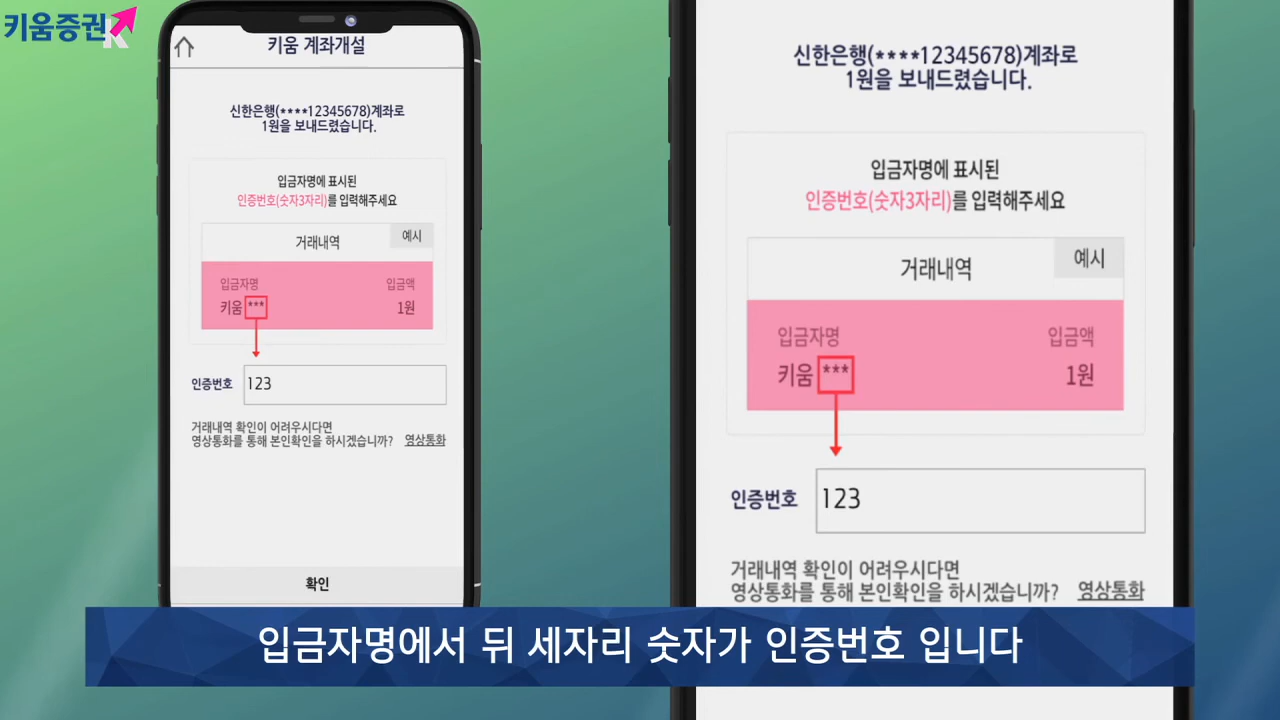 키움증권
키움 계좌개설
신한은행(****12345678)계좌로
1원을 보내드렸습니다.
입금자명에 표시된
인증번호(숫자3자리)를 입력해주세요
거래내역
예시
입금자명 입금액
키움 *** 1원
인증번호 123
거래내역 확인이 어려우시다면
영상통화를 통해 본인확인을 하시겠습니까? 영상통화
확인
신한은행(****12345678)계좌로
1원을 보내드렸습니다.
입금자명에 표시된
인증번호(숫자3자리)를 입력해주세요
거래내역
예시
입금자명 입금액
키움 *** 1원
인증번호 123
거래내역 확인이 어려우시다면
영상통화를 통해 본인확인을 하시겠습니까? 영상통화
입금자명에서 뒤 세자리 숫자가 인증번호 입니다